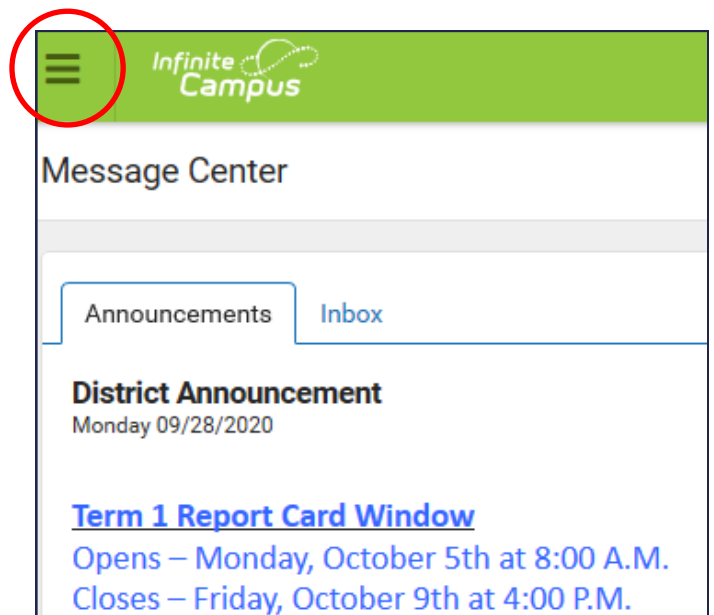 Infinite
Campus
Message Center
Announcements Inbox
District Announcement
Monday 09/28/2020
Term 1 Report Card Window
Opens – Monday, October 5th at 8:00 A.M.
Closes – Friday, October 9th at 4:00 P.M.